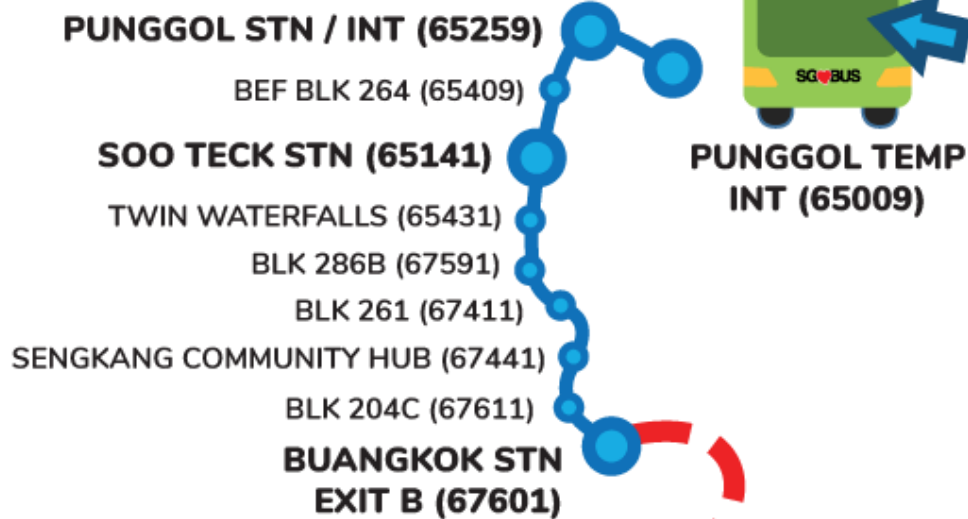 PUNGGOL STN / INT (65259)
BEF BLK 264 (65409)
SOO TECK STN (65141)
TWIN WATERFALLS (65431)
BLK 286B (67591)
BLK 261 (67411)
SENGKANG COMMUNITY HUB (67441)
BLK 204C (67611)
BUANGKOK STN
EXIT B (67601)
SG❤BUS
PUNGGOL TEMP
INT (65009)